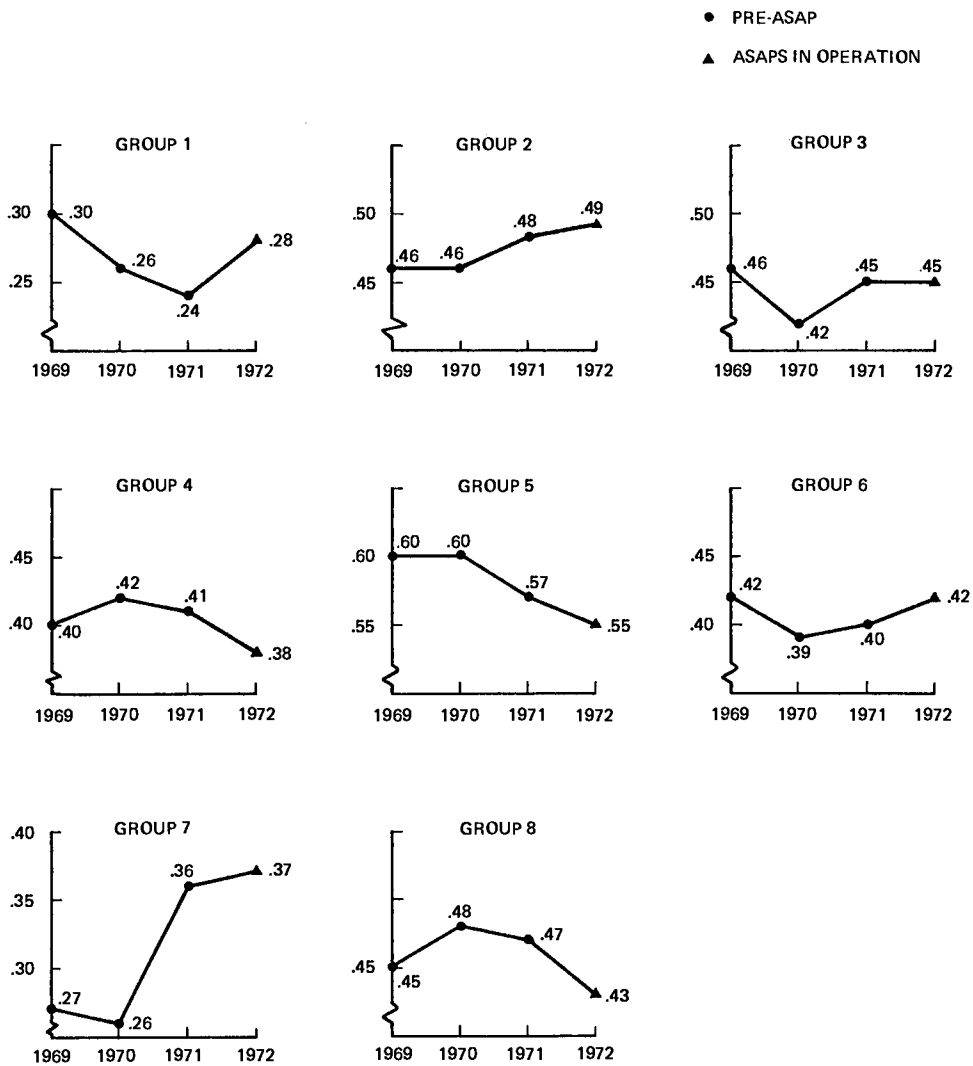 PRE-ASAP
ASAPS IN OPERATION
GROUP 1
.30
.30
.26
.28
.25
.24
1969 1970 1971 1972
GROUP 2
.50
.49
.48
.46 .46
.45
1969 1970 1971 1972
GROUP 3
.50
.46
.45 .45
.45
.42
1969 1970 1971 1972
GROUP 4
.45
.42
.41
.40
.40
.38
1969 1970 1971 1972
GROUP 5
.60
.60 .60
.57
.55
.55
1969 1970 1971 1972
GROUP 6
.45
.42
.42
.40
.39
.40
1969 1970 1971 1972
GROUP 7
.40
.36
.37
.35
.30
.27
.26
1969 1970 1971 1972
GROUP 8
.48
.47
.45
.45
.43
1969 1970 1971 1972